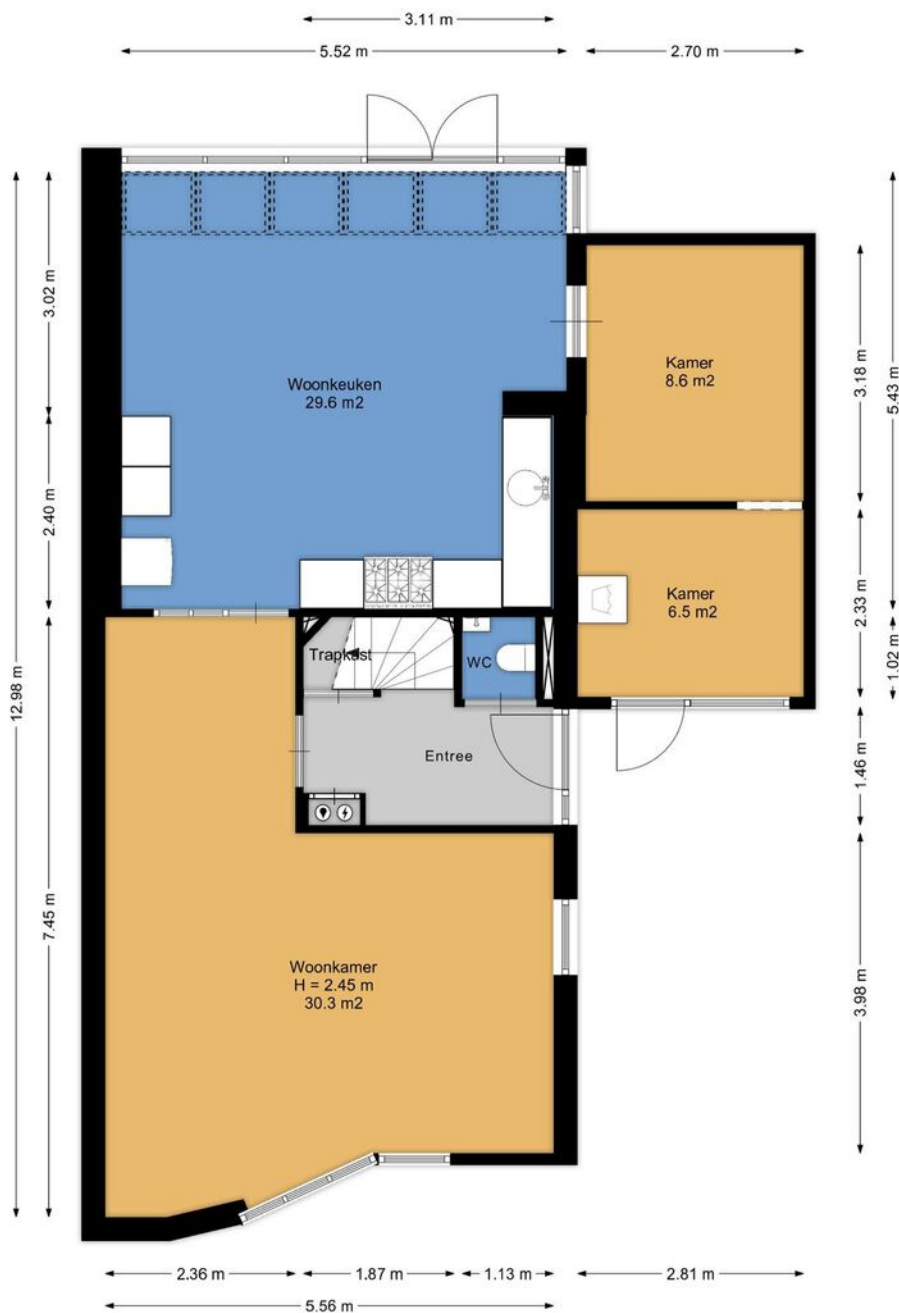 3.11 m
5.52 m
2.70 m
3.02 m
3.18 m
5.43 m
Kamer
8.6 m2
Woonkeuken
29.6 m2
2.40 m
2.33 m
Kamer
6.5 m2
1.02 m
Trapkast
WC
12.98 m
Entree
1.46 m
7.45 m
Woonkamer
H = 2.45 m
30.3 m2
3.98 m
2.36 m
1.87 m
1.13 m
2.81 m
5.56 m